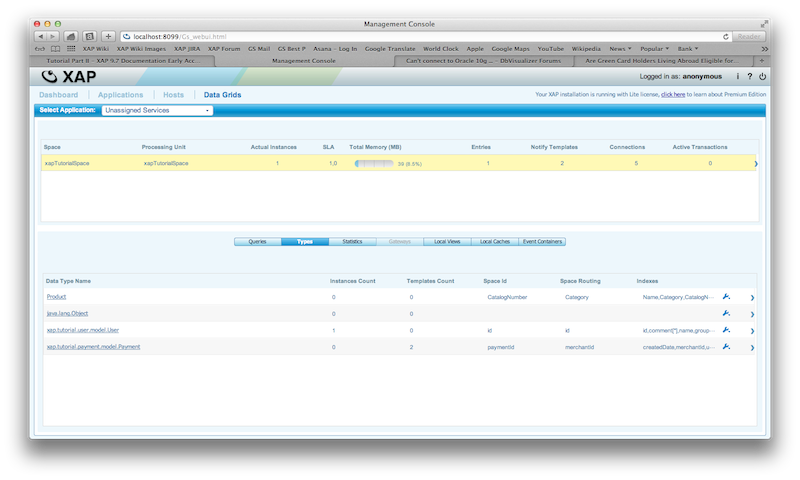 Management Console
localhost:8099/Gs_webui.html
Reader
XAP Wiki XAP Wiki Images XAP JIRA XAP Forum GS Mail GS Best P Asana – Log In Google Translate World Clock Apple Google Maps YouTube Wikipedia News Popular Bank
Tutorial Part II – XAP 9.7 Documentation Early Acc... Management Console Can't connect to Oracle 10g ... – DbVisualizer Forums Are Green Card Holders Living Abroad Eligible for...
XAP Logged in as: anonymous i ?
Dashboard Applications Hosts Data Grids Your XAP installation is running with Lite license, click here to learn about Premium Edition
Select Application: Unassigned Services
Space Processing Unit Actual Instances SLA Total Memory (MB) Entries Notify Templates Connections Active Transactions
xapTutorialSpace xapTutorialSpace 1 1,0 1 2 5 0
Queries Types Statistics Gateways Local Views Local Caches Event Containers
Data Type Name Instances Count Templates Count Space Id Space Routing Indexes
Product 0 0 CatalogNumber Category Name,Category,CatalogN...
java.lang.Object 0 0
xap.tutorial.user.model.User 1 0 id id id,comment[*],name,group...
xap.tutorial.payment.model.Payment 0 2 paymentId merchantId createdDate,merchantId,u...